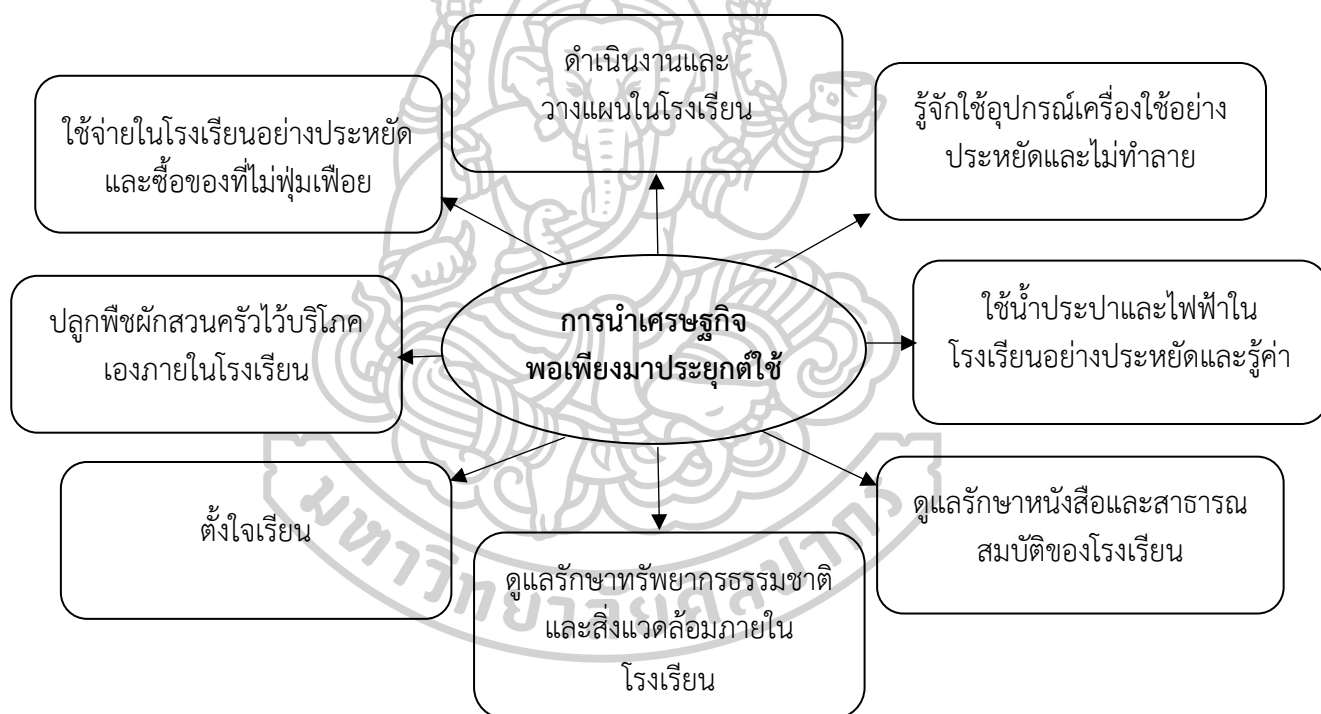 ดำเนินงานและ
วางแผนในโรงเรียน
ใช้จ่ายในโรงเรียนอย่างประหยัด
และซื้อของที่ไม่ฟุ่มเฟือย
รู้จักใช้อุปกรณ์เครื่องใช้อย่าง
ประหยัดและไม่ทำลาย
การนำเศรษฐกิจ
พอเพียงมาประยุกต์ใช้
ปลูกพืชผักสวนครัวไว้บริโภค
เองภายในโรงเรียน
ใช้น้ำประปาและไฟฟ้าใน
โรงเรียนอย่างประหยัดและรู้ค่า
ตั้งใจเรียน
ดูแลรักษาหนังสือและสาธารณ
สมบัติของโรงเรียน
ดูแลรักษาทรัพยากรธรรมชาติ
และสิ่งแวดล้อมภายใน
โรงเรียน
มหาวิทยาลัยศิลปากร